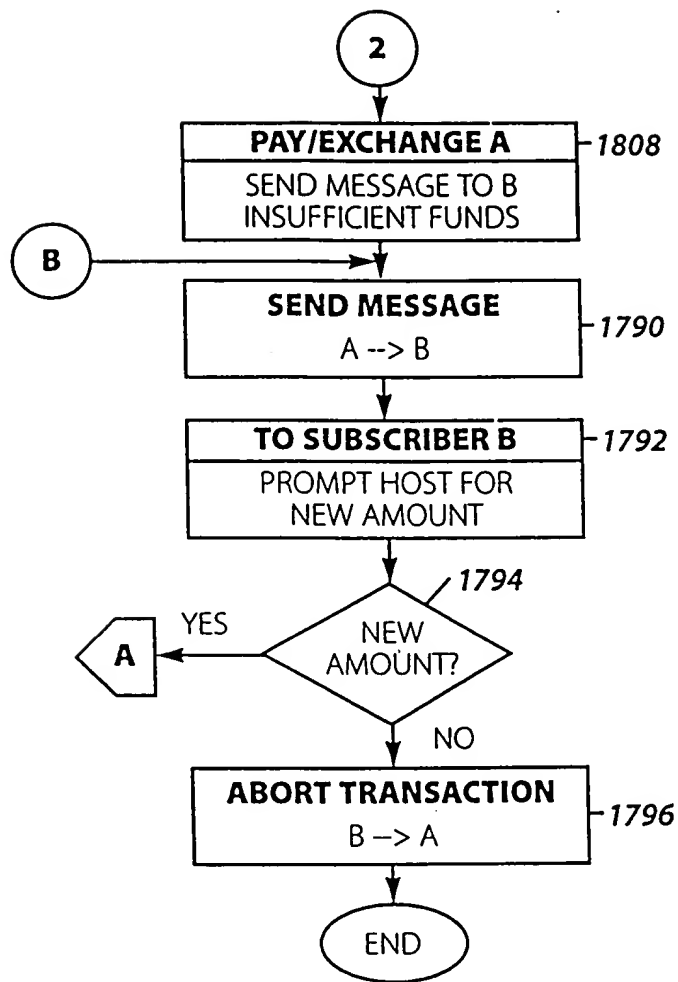 2
PAY/EXCHANGE A
1808
SEND MESSAGE TO B
INSUFFICIENT FUNDS
B
SEND MESSAGE
1790
A --> B
TO SUBSCRIBER B
1792
PROMPT HOST FOR
NEW AMOUNT
1794
YES
A
NEW
AMOUNT?
NO
ABORT TRANSACTION
1796
B --> A
END